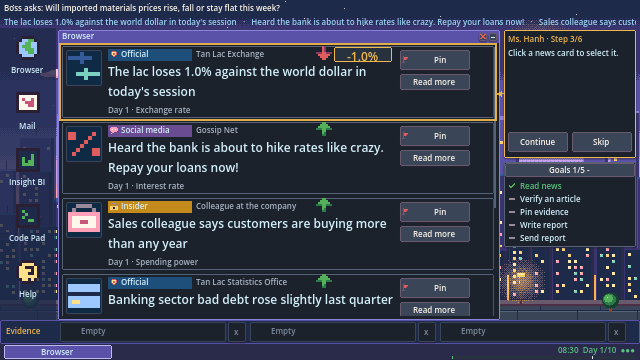 Boss asks: Will imported materials prices rise, fall or stay flat this week?
The lac loses 1.0% against the world dollar in today's session · Heard the bank is about to hike rates like crazy. Repay your loans now! · Sales colleague says cust
Browser
Official Tan Lac Exchange -1.0%
The lac loses 1.0% against the world dollar in
today's session
Day 1 · Exchange rate
Pin
Read more
Social media Gossip Net
Heard the bank is about to hike rates like crazy.
Repay your loans now!
Day 1 · Interest rate
Pin
Read more
Insider Colleague at the company
Sales colleague says customers are buying more
than any year
Day 1 · Spending power
Pin
Read more
Official Tan Lac Statistics Office
Banking sector bad debt rose slightly last quarter
Pin
Read more
Browser
Mail
Insight BI
Code Pad
Help
Ms. Hanh · Step 3/6
Click a news card to select it.
Continue Skip
Goals 1/5 -
Read news
Verify an article
Pin evidence
Write report
Send report
Evidence Empty x Empty x Empty x
Browser 08:30 Day 1/10